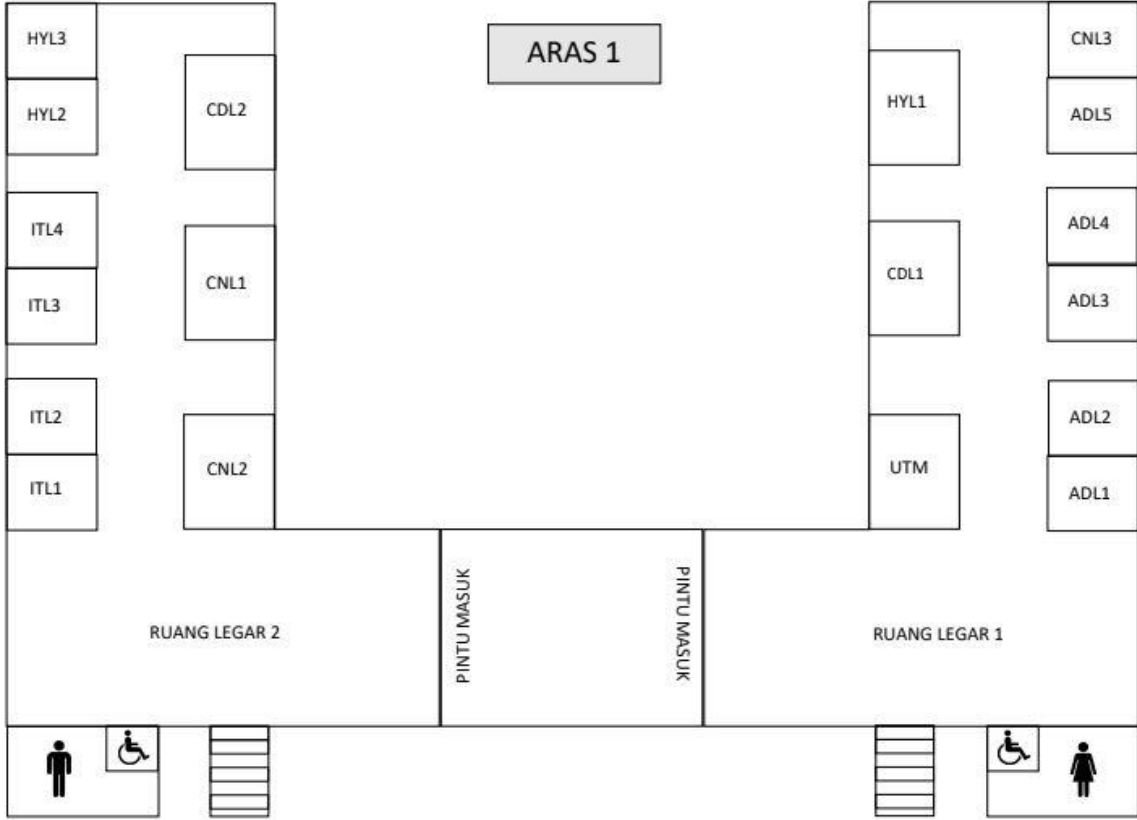 ARAS 1
HYL3
HYL2
CDL2
ITL4
ITL3
CNL1
ITL2
ITL1
CNL2
HYL1
CNL3
ADL5
CDL1
ADL4
ADL3
UTM
ADL2
ADL1
RUANG LEGAR 2
PINTU MASUK
PINTU MASUK
RUANG LEGAR 1